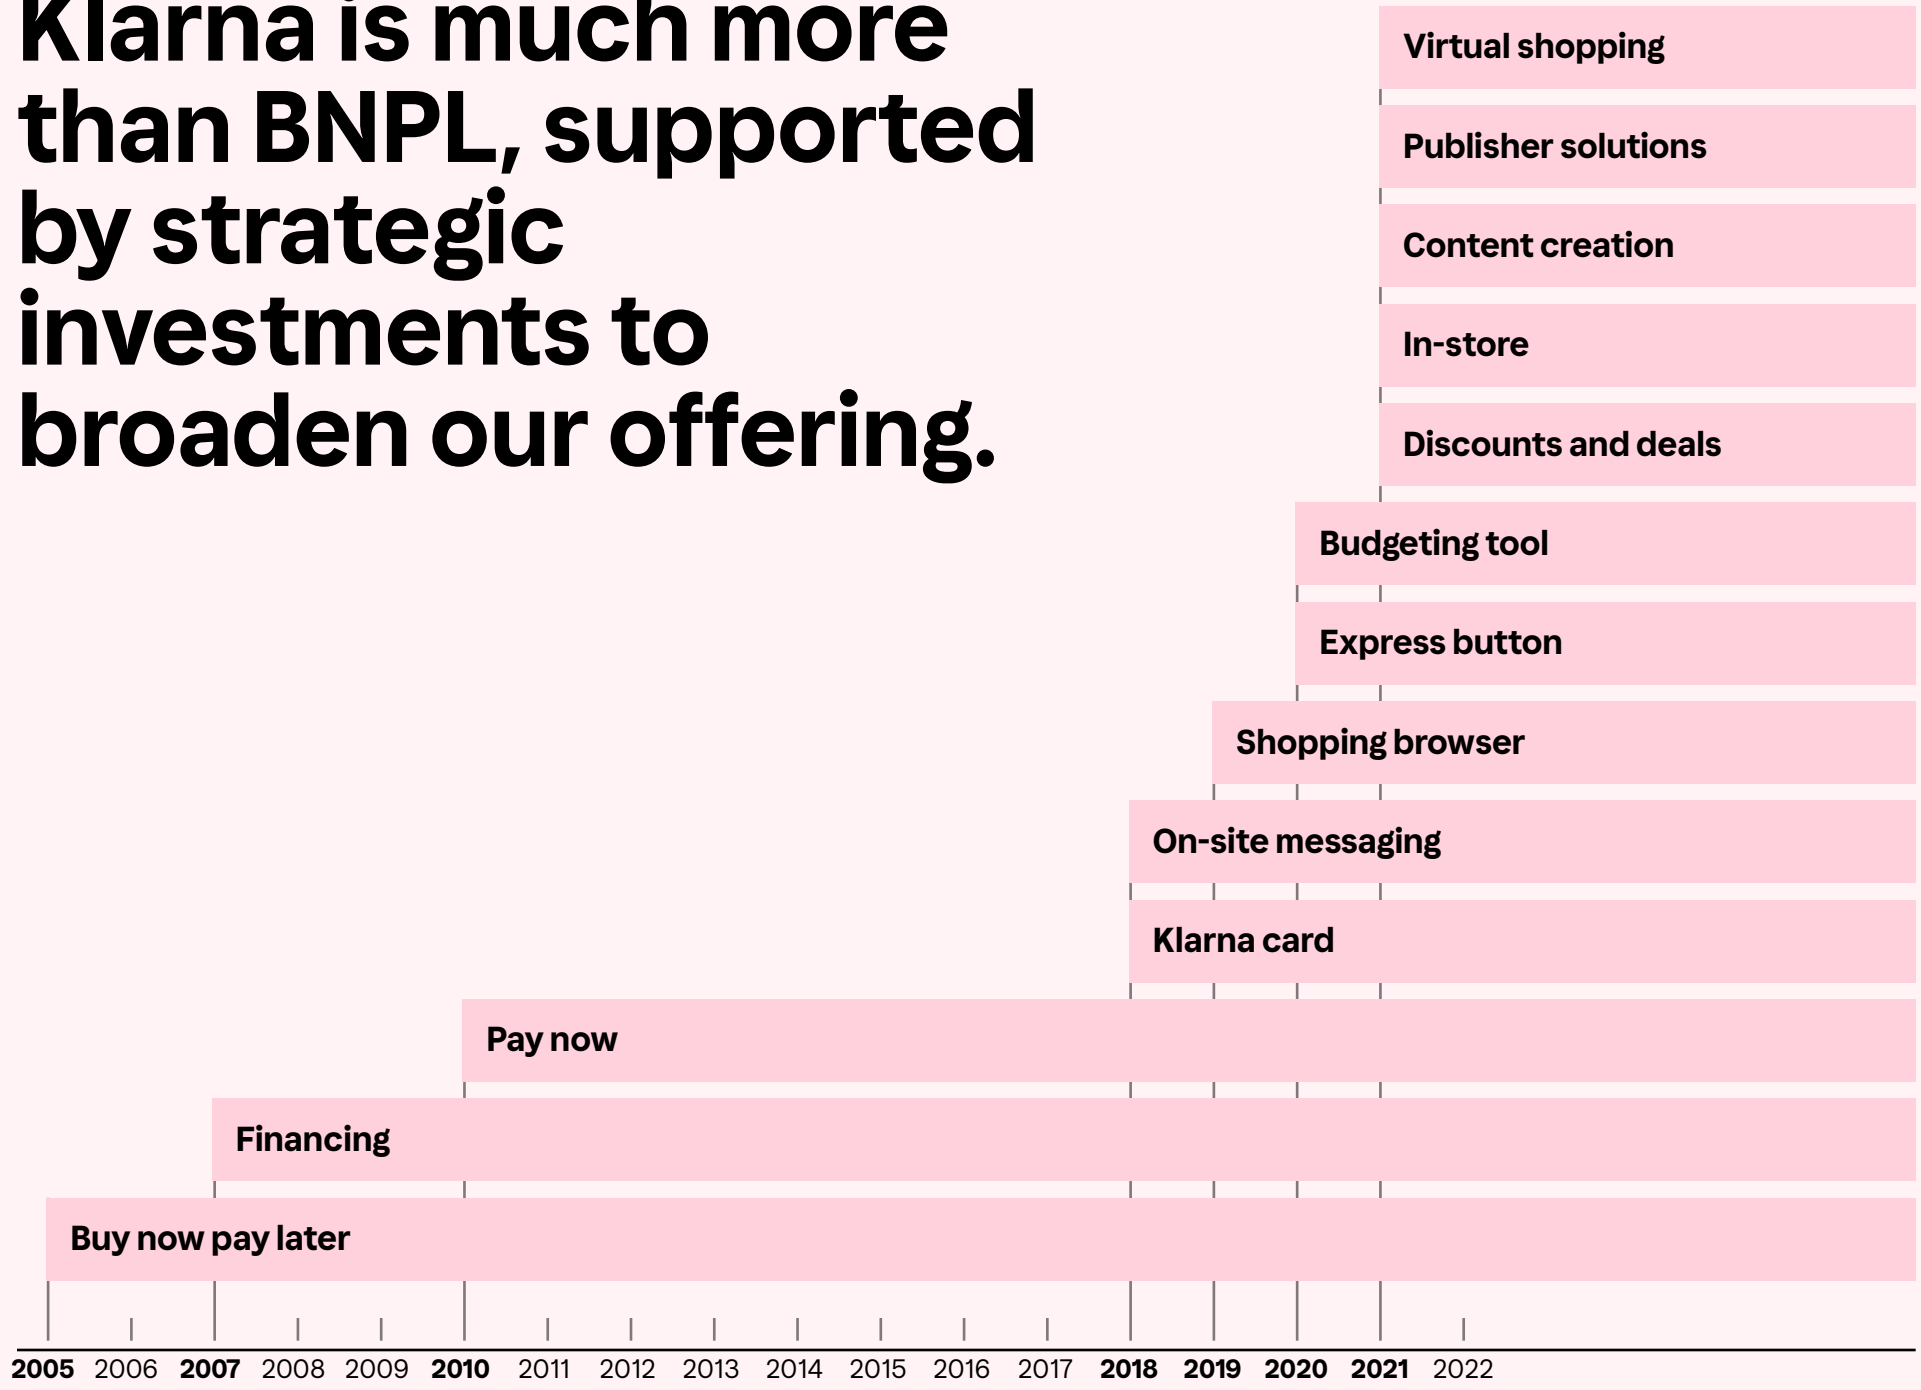 Klarna is much more
than BNPL, supported
by strategic
investments to
broaden our offering.
Virtual shopping
Publisher solutions
Content creation
In-store
Discounts and deals
Budgeting tool
Express button
Shopping browser
On-site messaging
Klarna card
Pay now
Financing
Buy now pay later
2005 2006 2007 2008 2009 2010 2011 2012 2013 2014 2015 2016 2017 2018 2019 2020 2021 2022